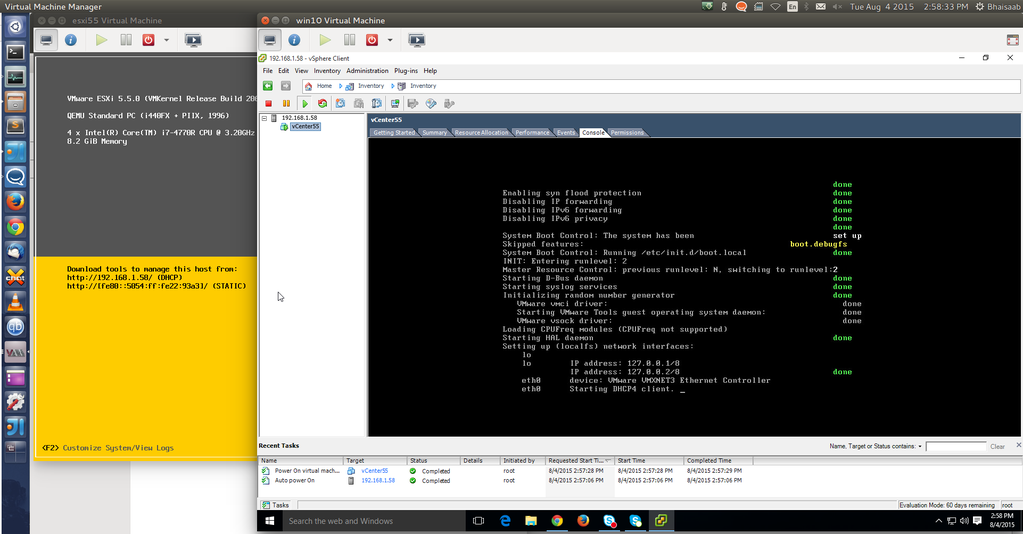 Virtual Machine Manager
En
Tue Aug 4 2015 2:58:33 PM
Bhaisaab
esxi55 Virtual Machine
win10 Virtual Machine
VMware ESXi 5.5.0 (VMKernel Release Build 20
QEMU Standard PC (i440FX + PIIX, 1996)
4 x Intel(R) Core(TM) i7-4770R CPU @ 3.20GHz
8.2 GiB Memory
Download tools to manage this host from:
http://192.168.1.58/ (DHCP)
http://[fe80::5054:ff:fe22:93a3]/ (STATIC)
<F2> Customize System/View Logs
192.168.1.58 - vSphere Client
File Edit View Inventory Administration Plug-ins Help
Home Inventory Inventory
192.168.1.58
vCenter55
vCenter55
Getting Started Summary Resource Allocation Performance Events Console Permissions
done
Enabling syn flood protection done
Disabling IP forwarding done
Disabling IPv6 forwarding done
Disabling IPv6 privacy done
done
System Boot Control: The system has been set up
Skipped features: boot.debugfs
System Boot Control: Running /etc/init.d/boot.local done
INIT: Entering runlevel: 2
Master Resource Control: previous runlevel: N, switching to runlevel:2
Starting D-Bus daemon done
Starting syslog services done
Initializing random number generator done
VMware vmci driver: done
Starting VMware Tools guest operating system daemon: done
VMware vsock driver: done
Loading CPUFreq modules (CPUFreq not supported)
Starting HAL daemon done
Setting up (localfs) network interfaces:
lo
lo IP address: 127.0.0.1/8
IP address: 127.0.0.2/8 done
eth0 device: VMware VMXNET3 Ethernet Controller
eth0 Starting DHCP4 client. _
Recent Tasks
Name, Target or Status contains:
Clear
Name Target Status Details Initiated by Requested Start Ti... Start Time Completed Time
Power On virtual mach... vCenter55 Completed root 8/4/2015 2:57:28 PM 8/4/2015 2:57:28 PM 8/4/2015 2:57:29 PM
Auto power On 192.168.1.58 Completed root 8/4/2015 2:57:06 PM 8/4/2015 2:57:06 PM 8/4/2015 2:57:06 PM
Tasks
Evaluation Mode: 60 days remaining root
Search the web and Windows
2:58 PM
8/4/2015